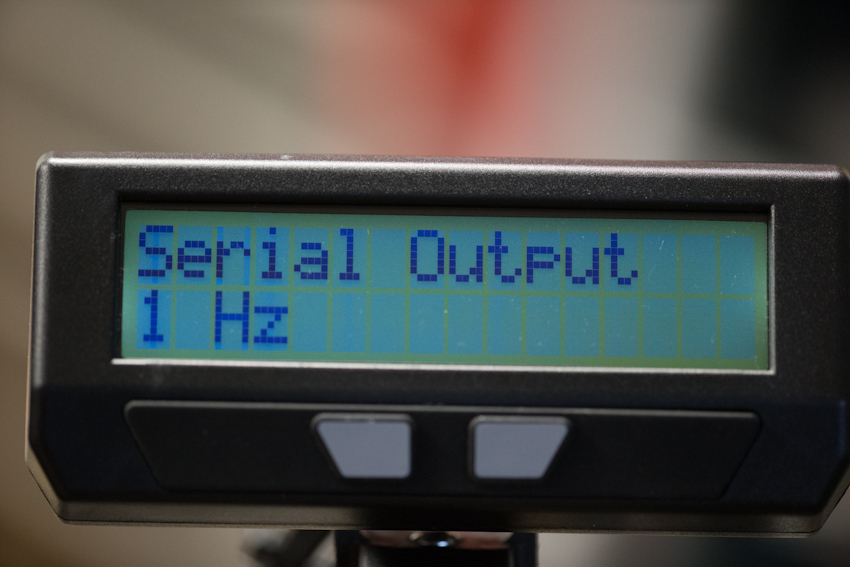 Serial Output
1 Hz